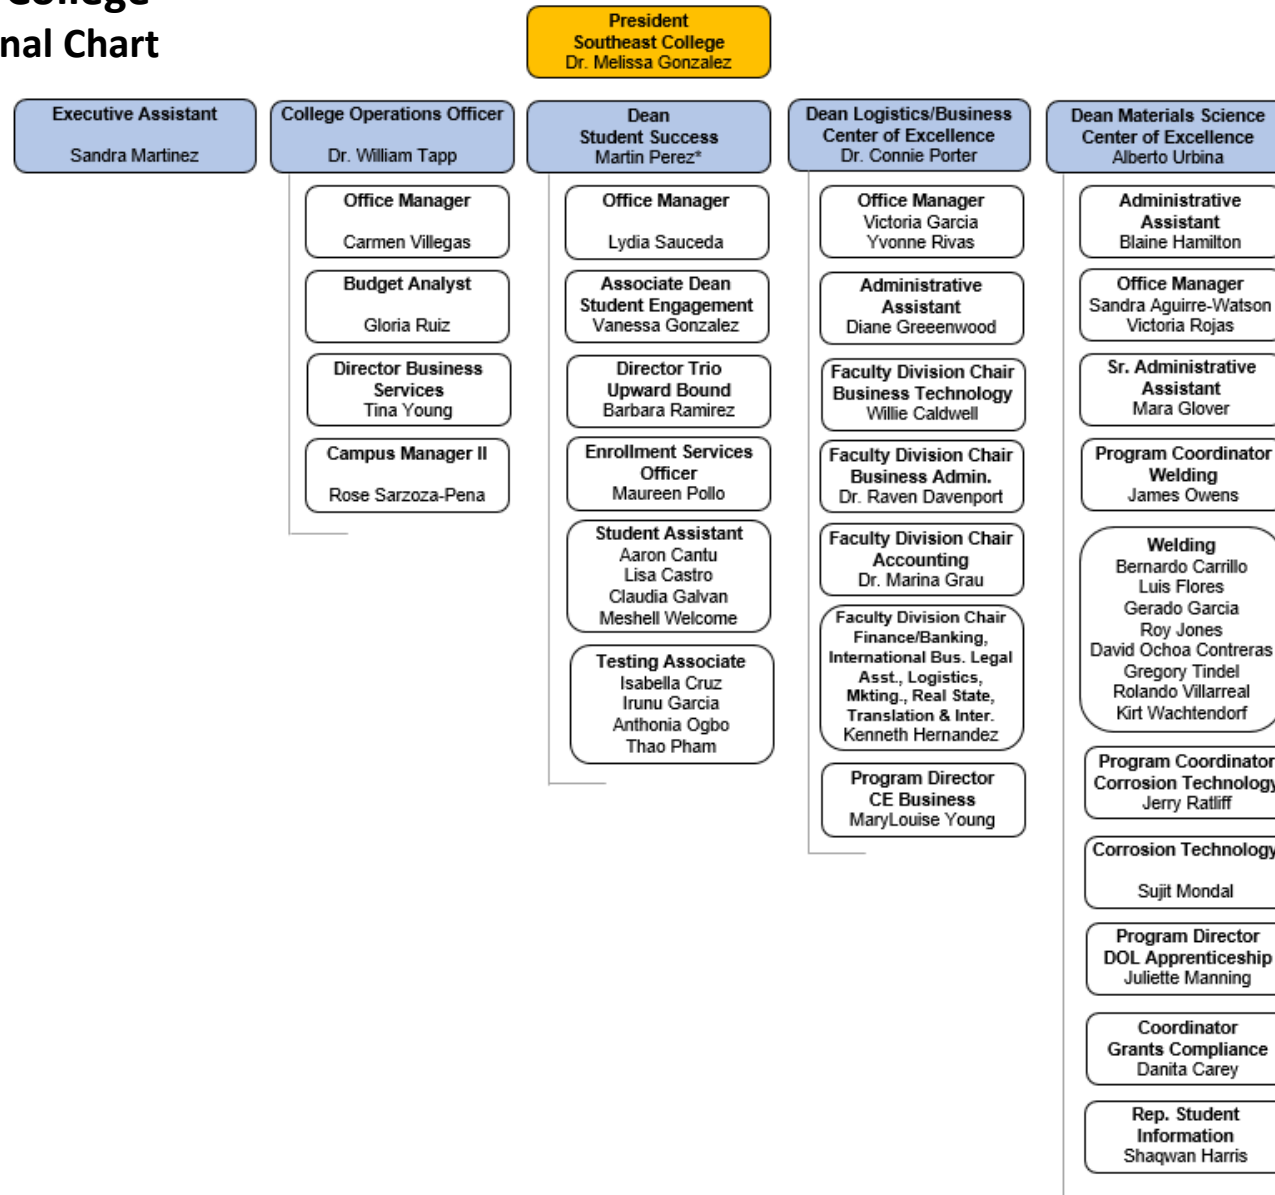 College
nal Chart
President
Southeast College
Dr. Melissa Gonzalez
Executive Assistant
Sandra Martinez
College Operations Officer
Dr. William Tapp
Office Manager
Carmen Villegas
Budget Analyst
Gloria Ruiz
Director Business
Services
Tina Young
Campus Manager II
Rose Sarzoza-Pena
Dean
Student Success
Martin Perez*
Office Manager
Lydia Sauceda
Associate Dean
Student Engagement
Vanessa Gonzalez
Director Trio
Upward Bound
Barbara Ramirez
Enrollment Services
Officer
Maureen Pollo
Student Assistant
Aaron Cantu
Lisa Castro
Claudia Galvan
Meshell Welcome
Testing Associate
Isabella Cruz
Irunu Garcia
Anthonia Ogbo
Thao Pham
Dean Logistics/Business
Center of Excellence
Dr. Connie Porter
Office Manager
Victoria Garcia
Yvonne Rivas
Administrative
Assistant
Diane Greeenwood
Faculty Division Chair
Business Technology
Willie Caldwell
Faculty Division Chair
Business Admin.
Dr. Raven Davenport
Faculty Division Chair
Accounting
Dr. Marina Grau
Faculty Division Chair
Finance/Banking,
International Bus. Legal
Asst., Logistics,
Mkting., Real State,
Translation & Inter.
Kenneth Hernandez
Program Director
CE Business
MaryLouise Young
Dean Materials Science
Center of Excellence
Alberto Urbina
Administrative
Assistant
Blaine Hamilton
Office Manager
Sandra Aguirre-Watson
Victoria Rojas
Sr. Administrative
Assistant
Mara Glover
Program Coordinator
Welding
James Owens
Welding
Bernardo Carrillo
Luis Flores
Gerado Garcia
Roy Jones
David Ochoa Contreras
Gregory Tindel
Rolando Villarreal
Kirt Wachtendorf
Program Coordinator
Corrosion Technology
Jerry Ratliff
Corrosion Technology
Sujit Mondal
Program Director
DOL Apprenticeship
Juliette Manning
Coordinator
Grants Compliance
Danita Carey
Rep. Student
Information
Shaqwan Harris